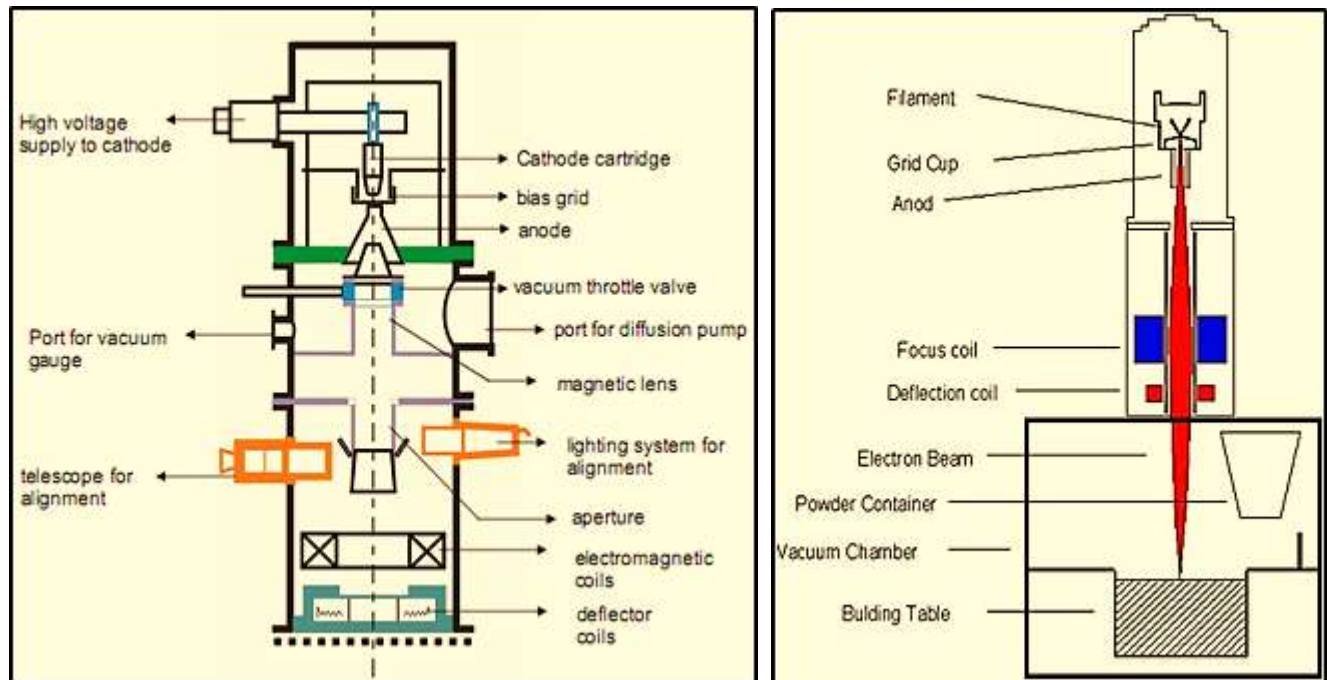 High voltage
supply to cathode
Cathode cartridge
bias grid
anode
vacuum throttle valve
Port for vacuum
gauge
port for diffusion pump
magnetic lens
telescope for
alignment
lighting system for
alignment
aperture
electromagnetic
coils
deflector
coils
Filament
Grid Cup
Anod
Focus coil
Deflection coil
Electron Beam
Powder Container
Vacuum Chamber
Bulding Table